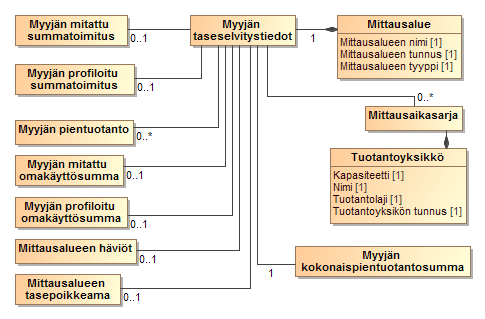 Myyjän mitattu
summatoimitus
0..1
Myyjän
taseselvitystiedot
1
Mittausalue
Mittausalueen nimi [1]
Mittausalueen tunnus [1]
Mittausalueen tyyppi [1]
Myyjän profiloitu
summatoimitus
0..1
0..*
Mittausaikasarja
Myyjän pientuotanto
0..*
Myyjän mitattu
omakäyttösumma
0..1
Tuotantoyksikkö
Kapasiteetti [1]
Nimi [1]
Tuotantolaji [1]
Tuotantoyksikön tunnus [1]
Myyjän profiloitu
omakäyttösumma
0..1
Mittausalueen häviöt
0..1
Myyjän
kokonaispientuotantosumma
1
Mittausalueen
tasepoikkeama
0..1